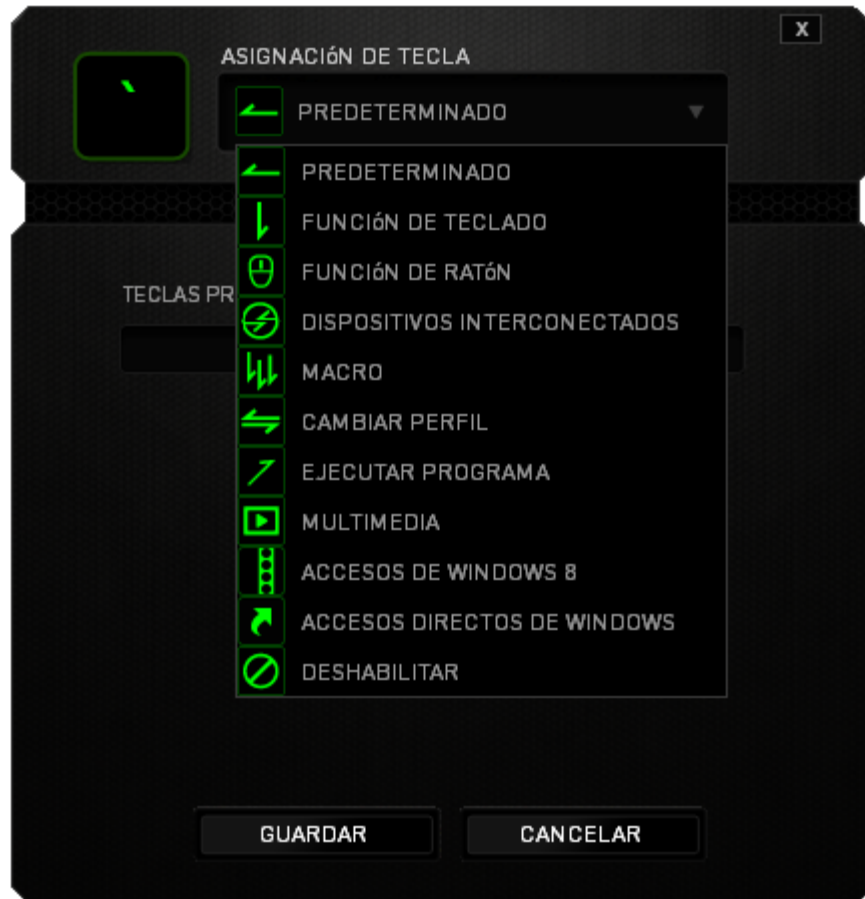 X
ASIGNACIóN DE TECLA
`
PREDETERMINADO
PREDETERMINADO
FUNCIóN DE TECLADO
FUNCIóN DE RATóN
TECLAS PR
DISPOSITIVOS INTERCONECTADOS
MACRO
CAMBIAR PERFIL
EJECUTAR PROGRAMA
MULTIMEDIA
ACCESOS DE WINDOWS 8
ACCESOS DIRECTOS DE WINDOWS
DESHABILITAR
GUARDAR
CANCELAR